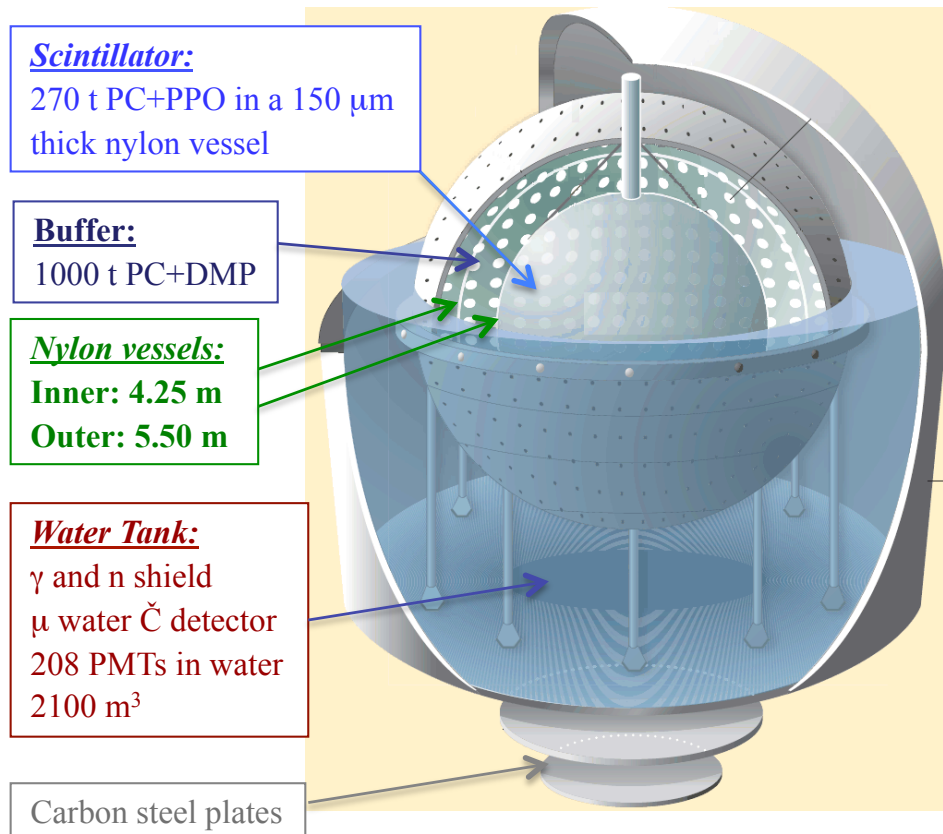 Scintillator:
270 t PC+PPO in a 150 μm
thick nylon vessel
Buffer:
1000 t PC+DMP
Nylon vessels:
Inner: 4.25 m
Outer: 5.50 m
Water Tank:
γ and n shield
μ water Č detector
208 PMTs in water
2100 m³
Carbon steel plates